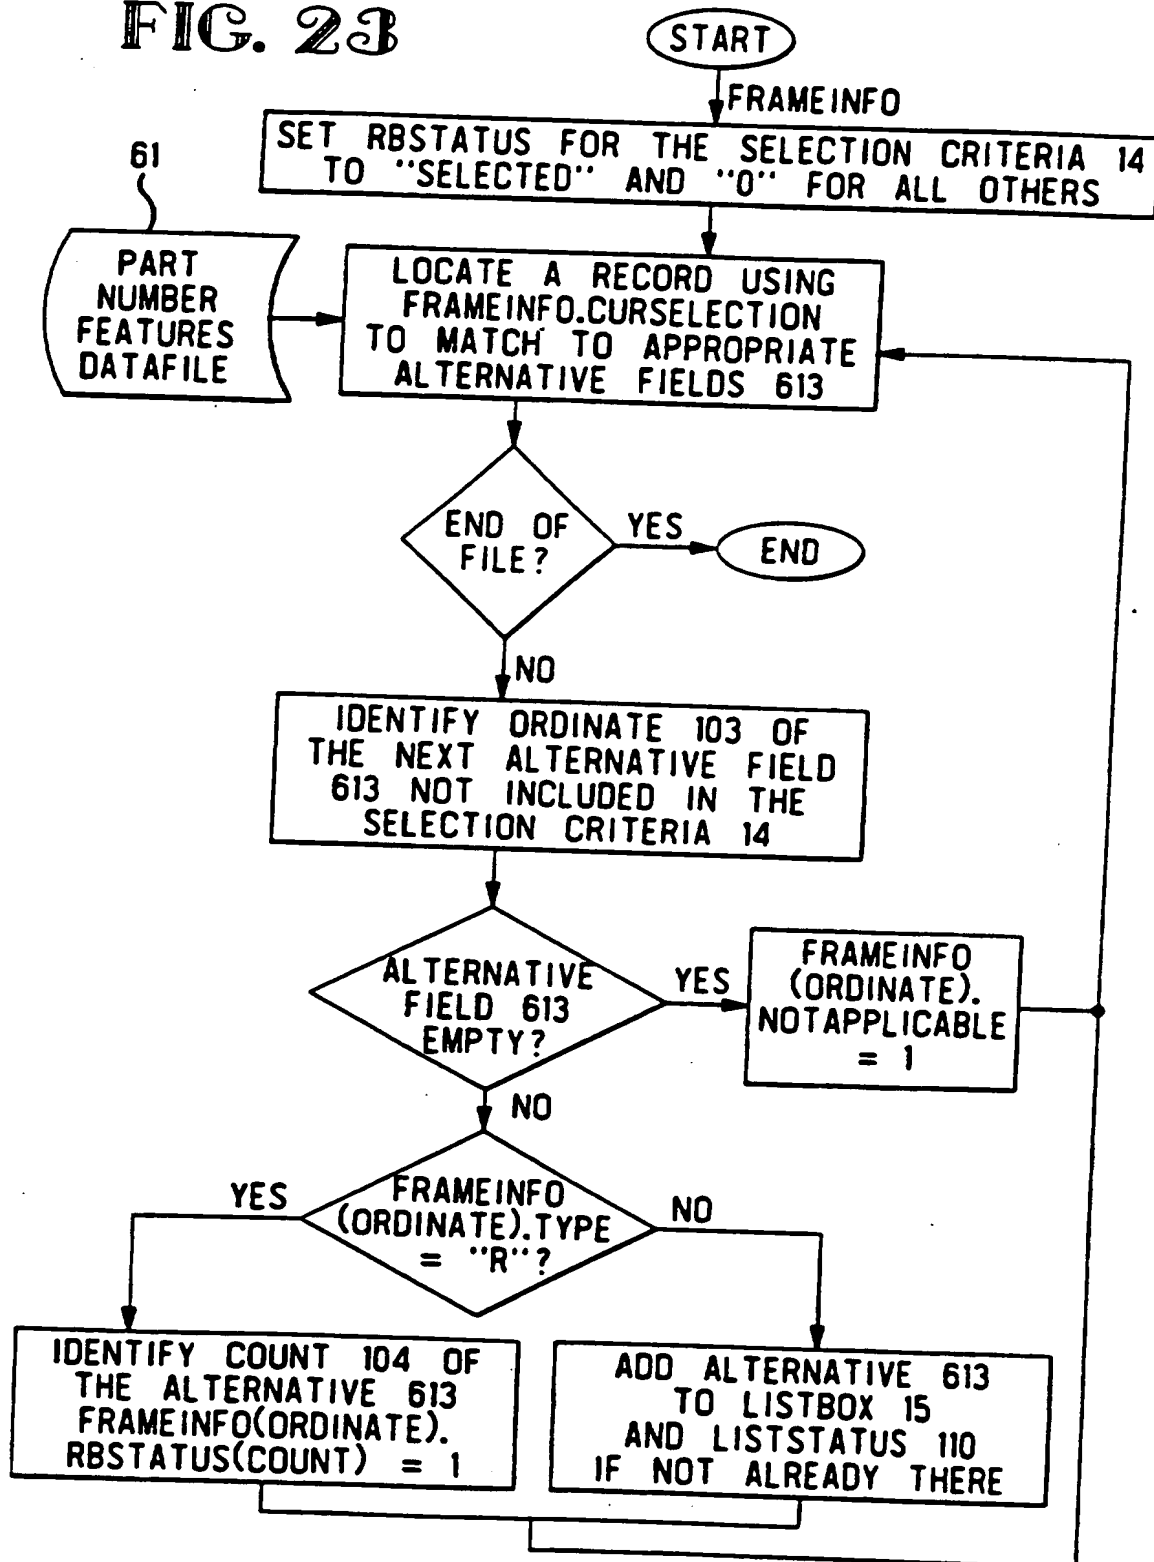 FIG. 23
START
FRAMEINFO
SET RBSTATUS FOR THE SELECTION CRITERIA 14
TO "SELECTED" AND "0" FOR ALL OTHERS
61
PART
NUMBER
FEATURES
DATAFILE
LOCATE A RECORD USING
FRAMEINFO.CURSELECTION
TO MATCH TO APPROPRIATE
ALTERNATIVE FIELDS 613
END OF
FILE?
YES
END
NO
IDENTIFY ORDINATE 103 OF
THE NEXT ALTERNATIVE FIELD
613 NOT INCLUDED IN THE
SELECTION CRITERIA 14
ALTERNATIVE
FIELD 613
EMPTY?
YES
FRAMEINFO
(ORDINATE).
NOTAPPLICABLE
= 1
NO
FRAMEINFO
(ORDINATE).TYPE
= "R"?
YES
NO
IDENTIFY COUNT 104 OF
THE ALTERNATIVE 613
FRAMEINFO(ORDINATE).
RBSTATUS(COUNT) = 1
ADD ALTERNATIVE 613
TO LISTBOX 15
AND LISTSTATUS 110
IF NOT ALREADY THERE